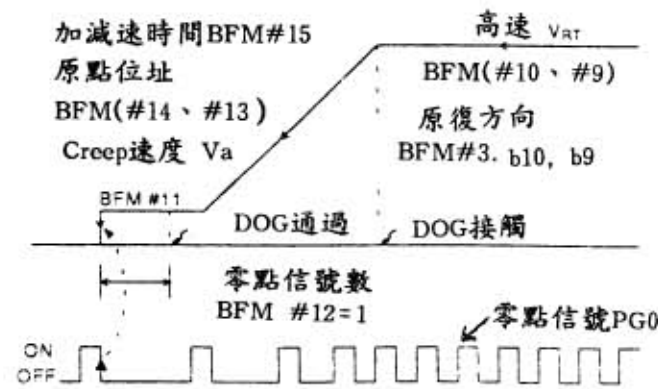 加減速時間BFM#15
原點位址
BFM(#14、#13)
Creep速度 Va
高速 VRT
BFM(#10、#9)
原復方向
BFM#3. b10, b9
BFM #11
DOG通過
DOG接觸
零點信號數
BFM #12=1
零點信號PG0
ON
OFF